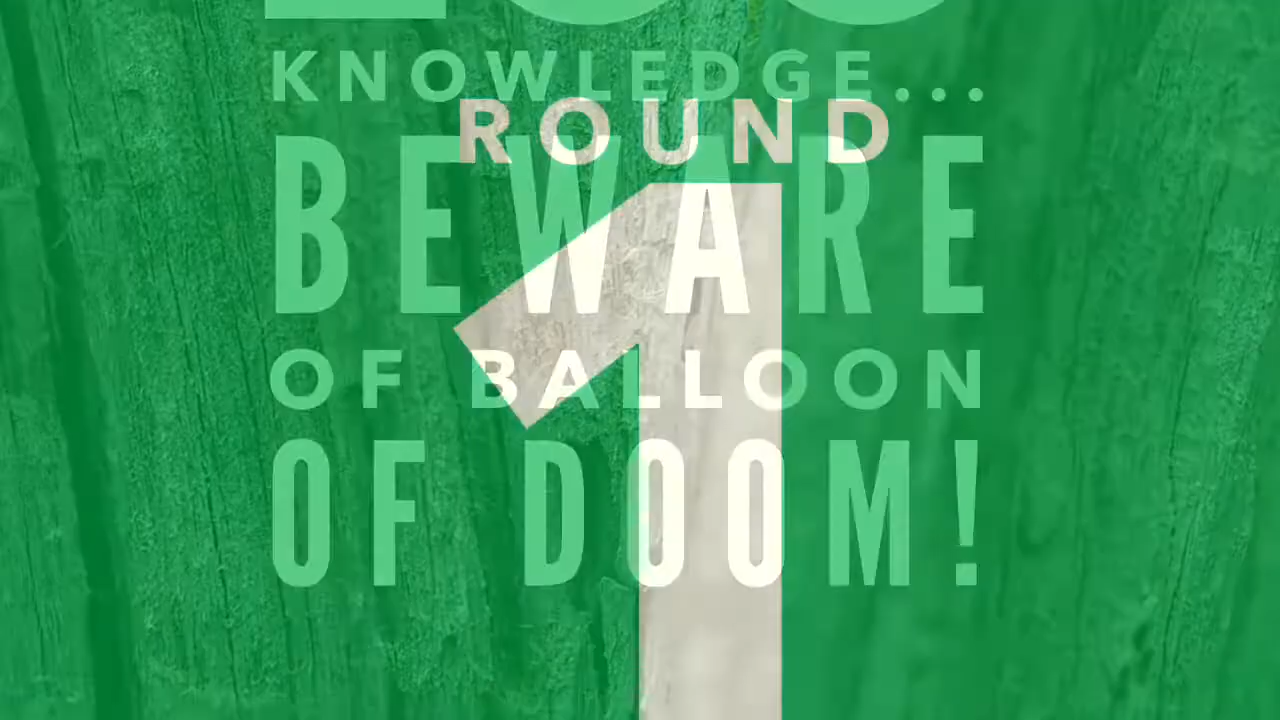 KNOWLEDGE...
ROUND
BEWARE
1
OF BALLOON
OF DOOM!